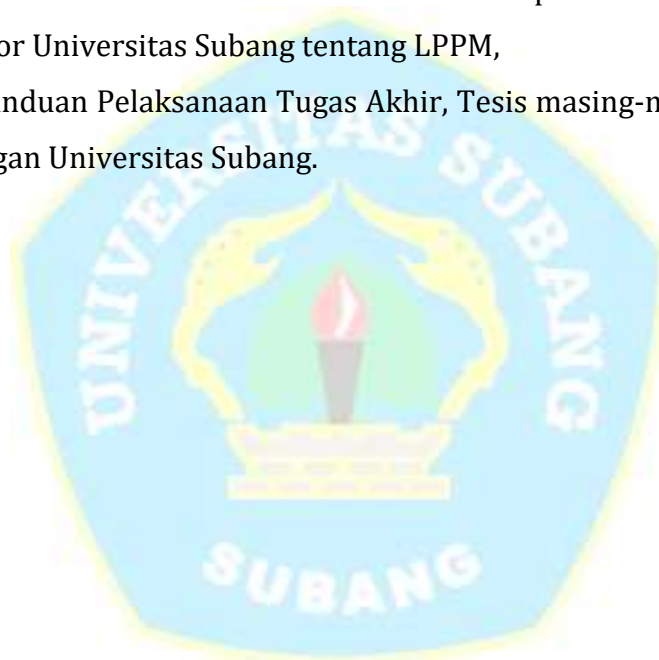 or Universitas Subang tentang LPPM,
nduan Pelaksanaan Tugas Akhir, Tesis masing-m
gan Universitas Subang.
UNIVERSITAS SUBANG
SUBANG